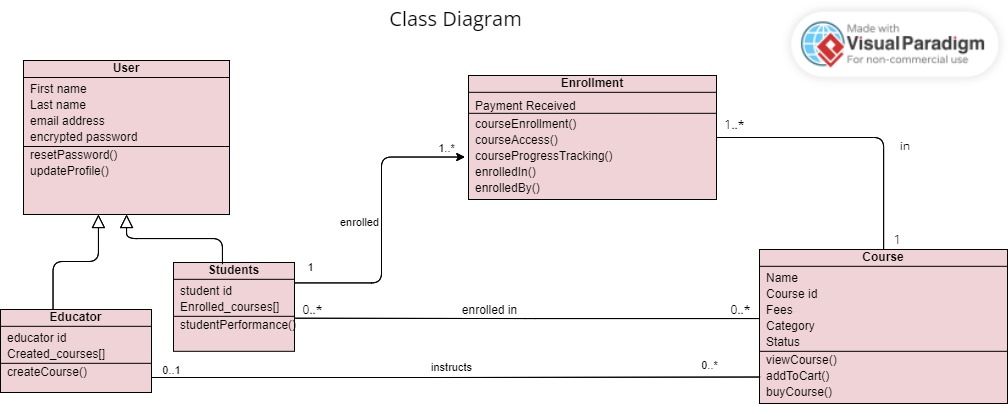 Class Diagram
Made with
Visual Paradigm
For non-commercial use
User
First name
Last name
email address
encrypted password
resetPassword()
updateProfile()
Enrollment
Payment Received
courseEnrollment()
courseAccess()
courseProgressTracking()
enrolledIn()
enrolledBy()
1..*
in
1..*
enrolled
1
1
Students
student id
Enrolled_courses[]
studentPerformance()
0..*
enrolled in
0..*
Course
Name
Course id
Fees
Category
Status
viewCourse()
addToCart()
buyCourse()
Educator
educator id
Created_courses[]
createCourse()
0..1
instructs
0..*